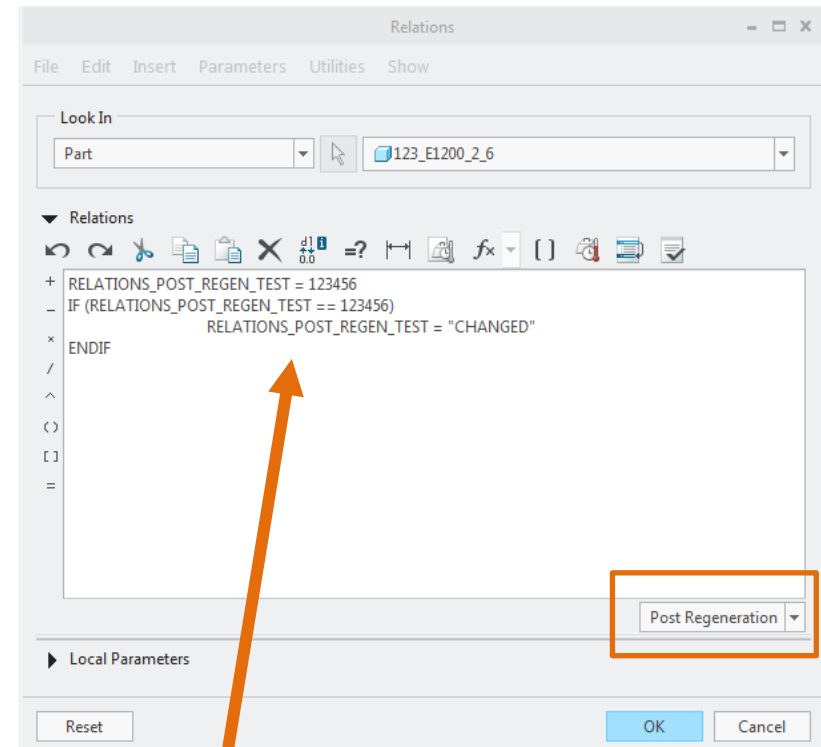 Relations
File Edit Insert Parameters Utilities Show
Look In
Part 123_E1200_2_6
Relations
=? fx [ ]
RELATIONS_POST_REGEN_TEST = 123456
IF (RELATIONS_POST_REGEN_TEST == 123456)
RELATIONS_POST_REGEN_TEST = "CHANGED"
ENDIF
+
-
×
/
^
( )
[ ]
=
Post Regeneration
Local Parameters
Reset OK Cancel